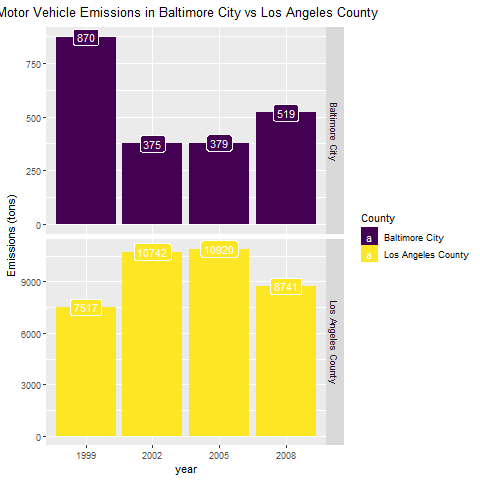 Motor Vehicle Emissions in Baltimore City vs Los Angeles County
Emissions (tons)
750
500
250
0
870
375
379
519
Baltimore City
9000
6000
3000
0
7517
10742
10920
8741
Los Angeles County
1999
2002
2005
2008
year
County
a Baltimore City
a Los Angeles County